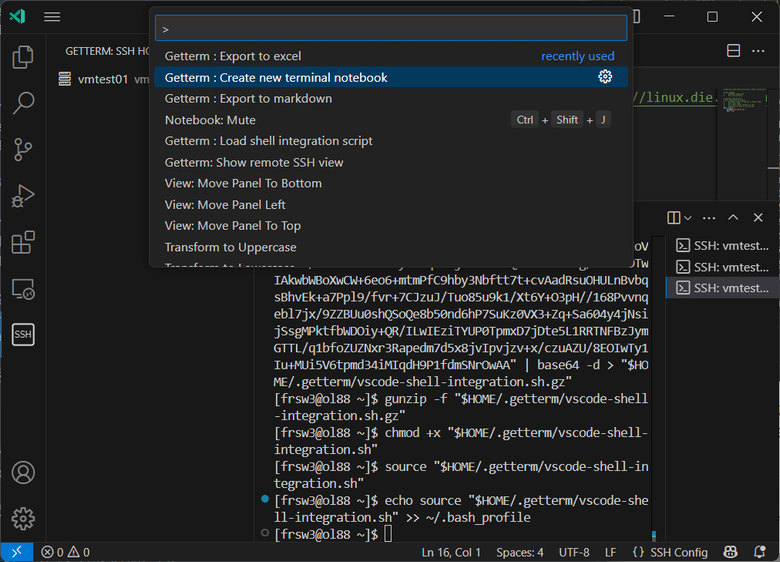 GETTERM: SSH HO
vmtest01 vm
>
Getterm : Export to excel
recently used
Getterm : Create new terminal notebook
Getterm : Export to markdown
Notebook: Mute
Ctrl + Shift + J
Getterm : Load shell integration script
Getterm: Show remote SSH view
View: Move Panel To Bottom
View: Move Panel Left
View: Move Panel To Top
Transform to Uppercase
//linux.die.
SSH: vmtest...
SSH: vmtest...
SSH: vmtest...
IAkwbWBoXwCW+6eo6+mtmPfC9hby3Nbftt7t+cvAadRsuOHULnBvbq
sBhvEk+a7Ppl9/fvr+7CJzuJ/Tuo85u9k1/Xt6Y+O3pH//168Pvvnq
ebl7jx/9ZZBUu0shQSoQe8b50nd6hP7SuKz0VX3+Zq+Sa604y4jNsi
jSsgMPktfbWDOiy+QR/ILwIEziTYUP0TpmxD7jDte5L1RRTNFBzJym
GTTL/q1bfoZUZNxr3Rapedm7d5x8jvIpvjzv+x/czuAZU/8EOIwTy1
Iu+MUi5V6tpmd34iMIqdH9P1fdmSNrOwAA" | base64 -d > "$HO
ME/.getterm/vscode-shell-integration.sh.gz"
[frsw3@ol88 ~]$ gunzip -f "$HOME/.getterm/vscode-shell
-integration.sh.gz"
[frsw3@ol88 ~]$ chmod +x "$HOME/.getterm/vscode-shell-
integration.sh"
[frsw3@ol88 ~]$ source "$HOME/.getterm/vscode-shell-in
tegration.sh"
[frsw3@ol88 ~]$ echo source "$HOME/.getterm/vscode-she
ll-integration.sh" >> ~/.bash_profile
[frsw3@ol88 ~]$
SSH
0 0
Ln 16, Col 1 Spaces: 4 UTF-8 LF { } SSH Config